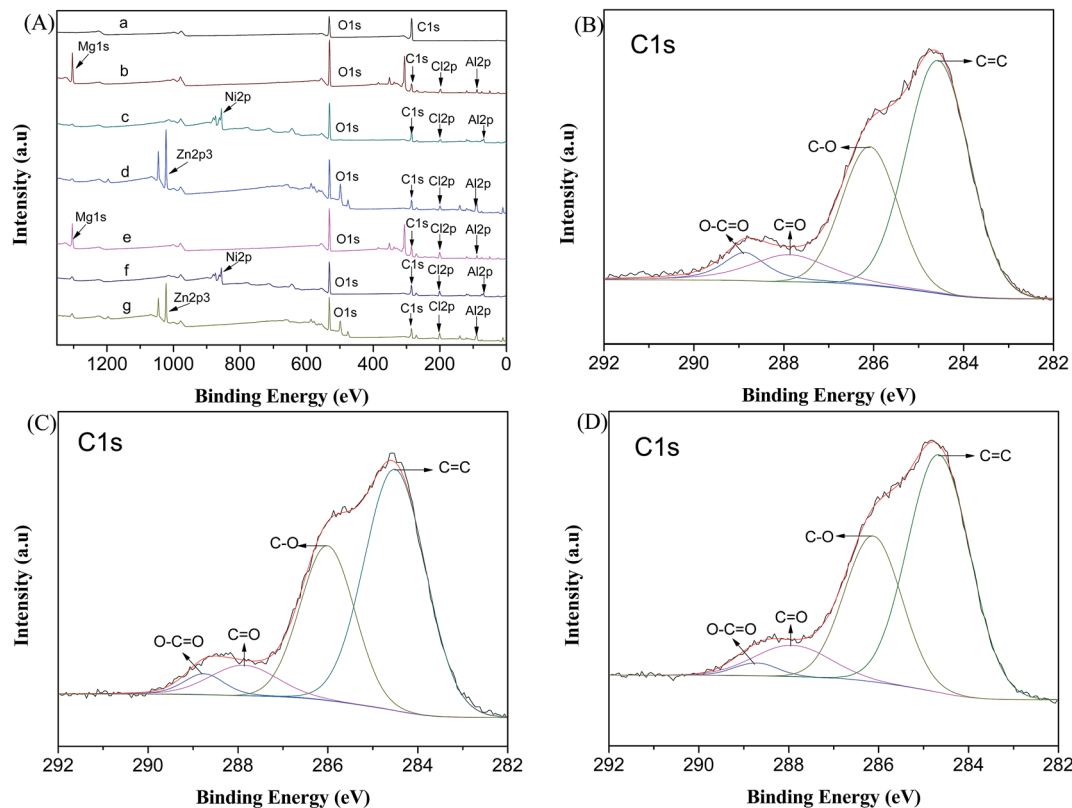 (A)
a
O1s
C1s
Mg1s
b
O1s
C1s
Cl2p
Al2p
Ni2p
c
O1s
C1s
Cl2p
Al2p
Zn2p3
d
O1s
C1s
Cl2p
Al2p
Mg1s
e
O1s
C1s
Cl2p
Al2p
Ni2p
f
O1s
C1s
Cl2p
Al2p
Zn2p3
g
O1s
C1s
Cl2p
Al2p
1200 1000 800 600 400 200 0
Binding Energy (eV)
Intensity (a.u)
(B)
C1s
C=C
C-O
O-C=O
C=O
292 290 288 286 284 282
Binding Energy (eV)
Intensity (a.u)
(C)
C1s
C=C
C-O
O-C=O
C=O
292 290 288 286 284 282
Binding Energy (eV)
Intensity (a.u)
(D)
C1s
C=C
C-O
O-C=O
C=O
292 290 288 286 284 282
Binding Energy (eV)
Intensity (a.u)